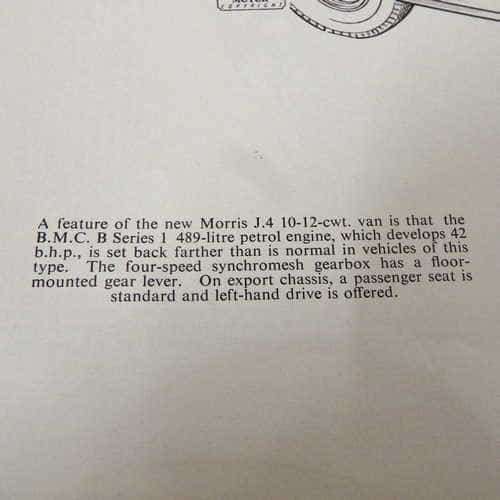 MOTOR
COPYRIGHT
A feature of the new Morris J.4 10-12-cwt. van is that the
B.M.C. B Series 1 489-litre petrol engine, which develops 42
b.h.p., is set back farther than is normal in vehicles of this
type. The four-speed synchromesh gearbox has a floor-
mounted gear lever. On export chassis, a passenger seat is
standard and left-hand drive is offered.